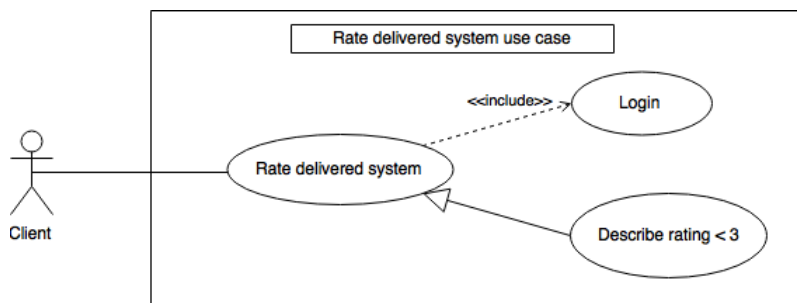 Rate delivered system use case
<<include>>
Login
Rate delivered system
Client
Describe rating < 3